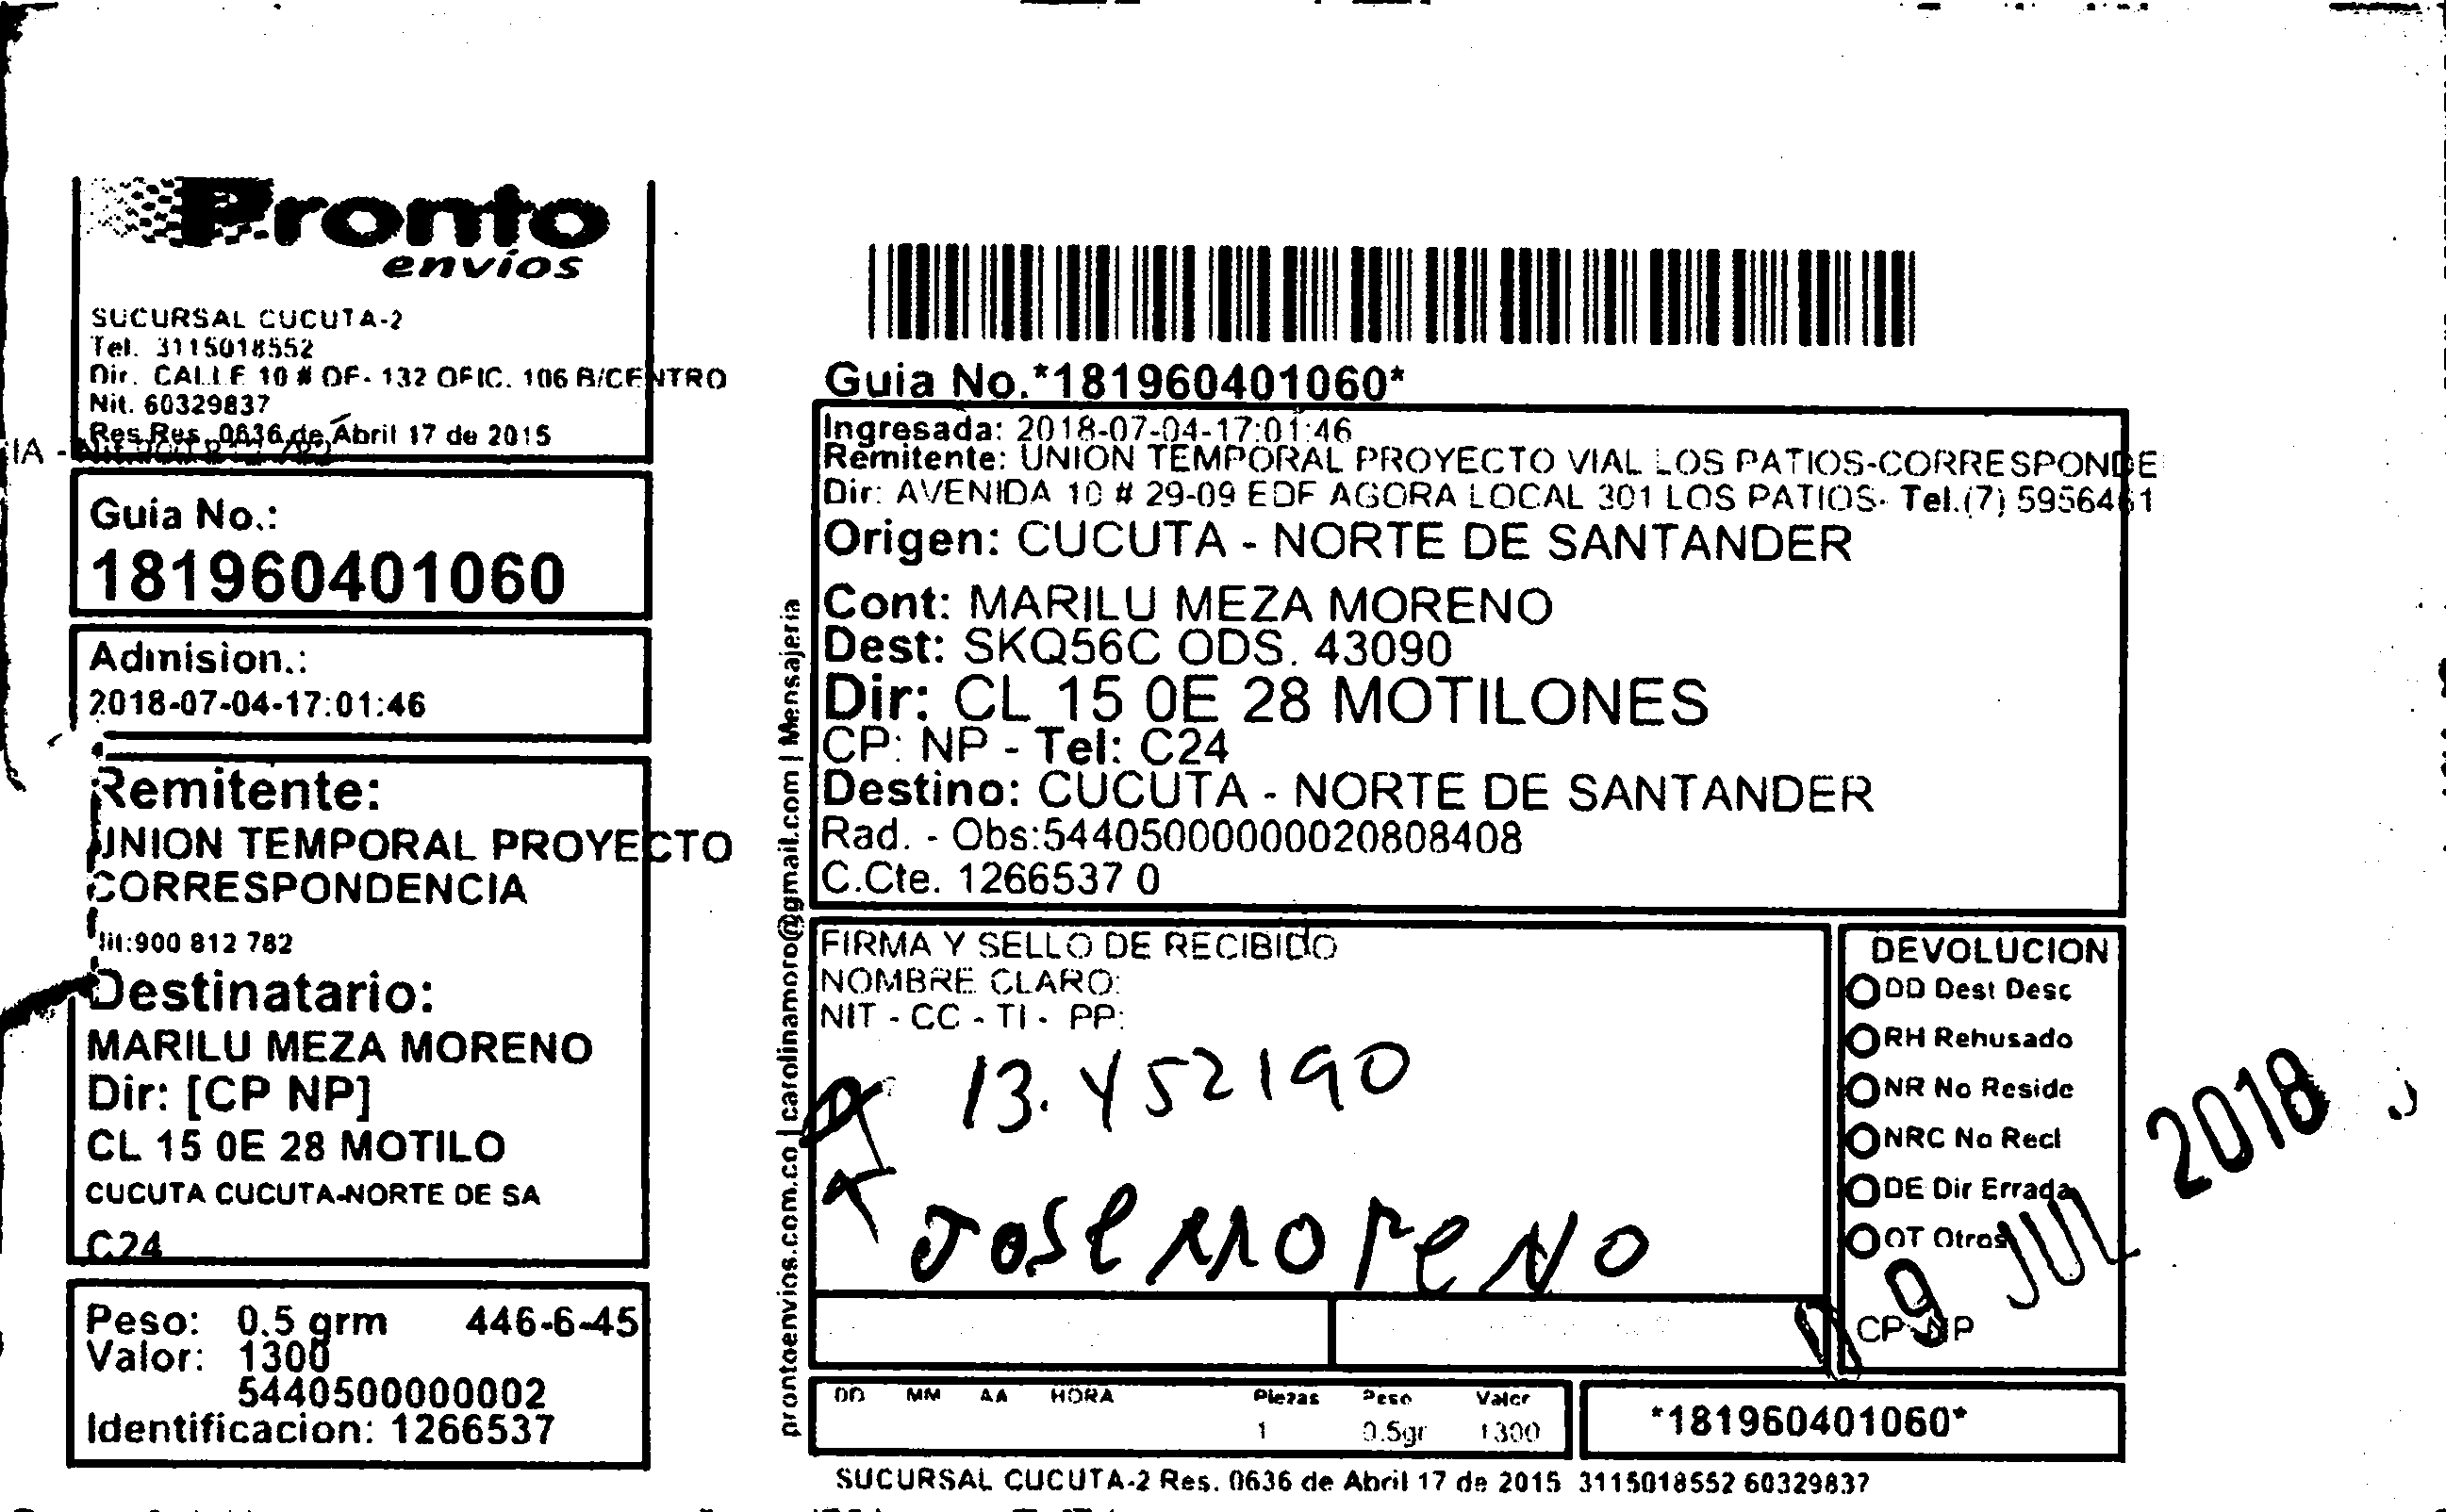 Pronto
envíos
SUCURSAL CUCUTA-2
Tel. 3115018552
Dir. CALLE 10 # OF- 132 OFIC. 106 B/CENTRO
Nit. 60329837
Res Res. 0636 de Abril 17 de 2015
Guia No.:
181960401060
Admision.:
2018-07-04-17:01:46
Remitente:
UNION TEMPORAL PROYECTO
CORRESPONDENCIA
Nit:900 812 782
Destinatario:
MARILU MEZA MORENO
Dir: [CP NP]
CL 15 0E 28 MOTILO
CUCUTA CUCUTA-NORTE DE SA
C24
Peso: 0.5 grm 446-6-45
Valor: 1300
5440500000002
Identificacion: 1266537
prontoenvios.com.co | carolinamoro@gmail.com | Mensajeria
Guia No.*181960401060*
Ingresada: 2018-07-04-17:01:46
Remitente: UNION TEMPORAL PROYECTO VIAL LOS PATIOS-CORRESPONDE
Dir: AVENIDA 10 # 29-09 EDF AGORA LOCAL 301 LOS PATIOS- Tel.(7) 5956461
Origen: CUCUTA - NORTE DE SANTANDER
Cont: MARILU MEZA MORENO
Dest: SKQ56C ODS. 43090
Dir: CL 15 0E 28 MOTILONES
CP: NP - Tel: C24
Destino: CUCUTA - NORTE DE SANTANDER
Rad. - Obs:544050000000020808408
C.Cte. 1266537 0
FIRMA Y SELLO DE RECIBIDO
NOMBRE CLARO:
NIT - CC - TI - PP:
13.452190
Jose Moreno
DEVOLUCION
DD Dest Desc
RH Rehusado
NR No Reside
NRC No Recl
DE Dir Errada
OT Otros
CP NP
09 JUL 2018
DD MM AA HORA Piezas Peso Valor
1 0.5gr 1300
*181960401060*
SUCURSAL CUCUTA-2 Res. 0636 de Abril 17 de 2015 3115018552 60329837